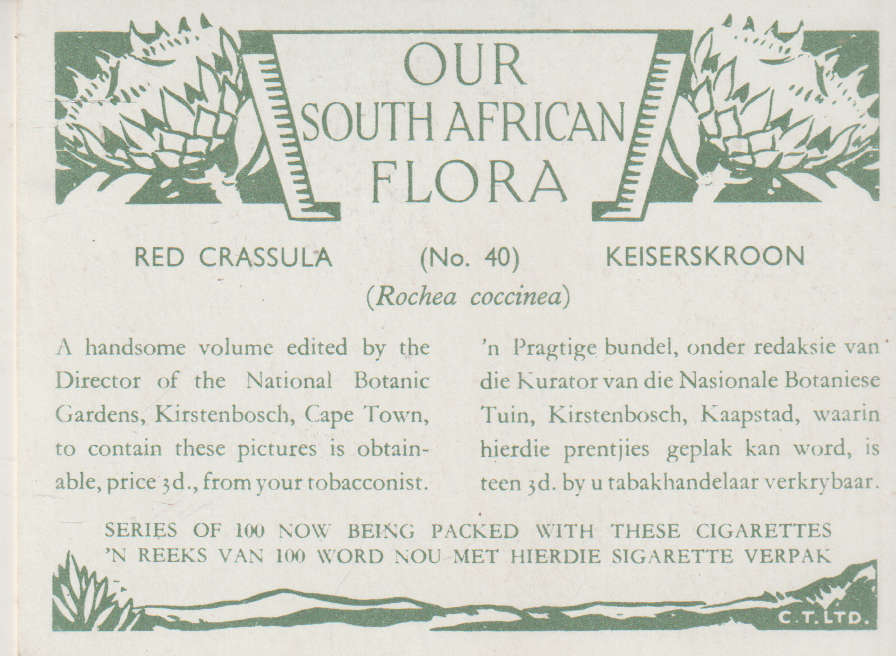 OUR
SOUTH AFRICAN
FLORA
RED CRASSULA (No. 40) KEISERSKROON
(Rochea coccinea)
A handsome volume edited by the
Director of the National Botanic
Gardens, Kirstenbosch, Cape Town,
to contain these pictures is obtain-
able, price 3d., from your tobacconist.
'n Pragtige bundel, onder redaksie van
die Kurator van die Nasionale Botaniese
Tuin, Kirstenbosch, Kaapstad, waarin
hierdie prentjies geplak kan word, is
teen 3d. by u tabakhandelaar verkrybaar.
SERIES OF 100 NOW BEING PACKED WITH THESE CIGARETTES
'N REEKS VAN 100 WORD NOU MET HIERDIE SIGARETTE VERPAK
C.T. LTD.